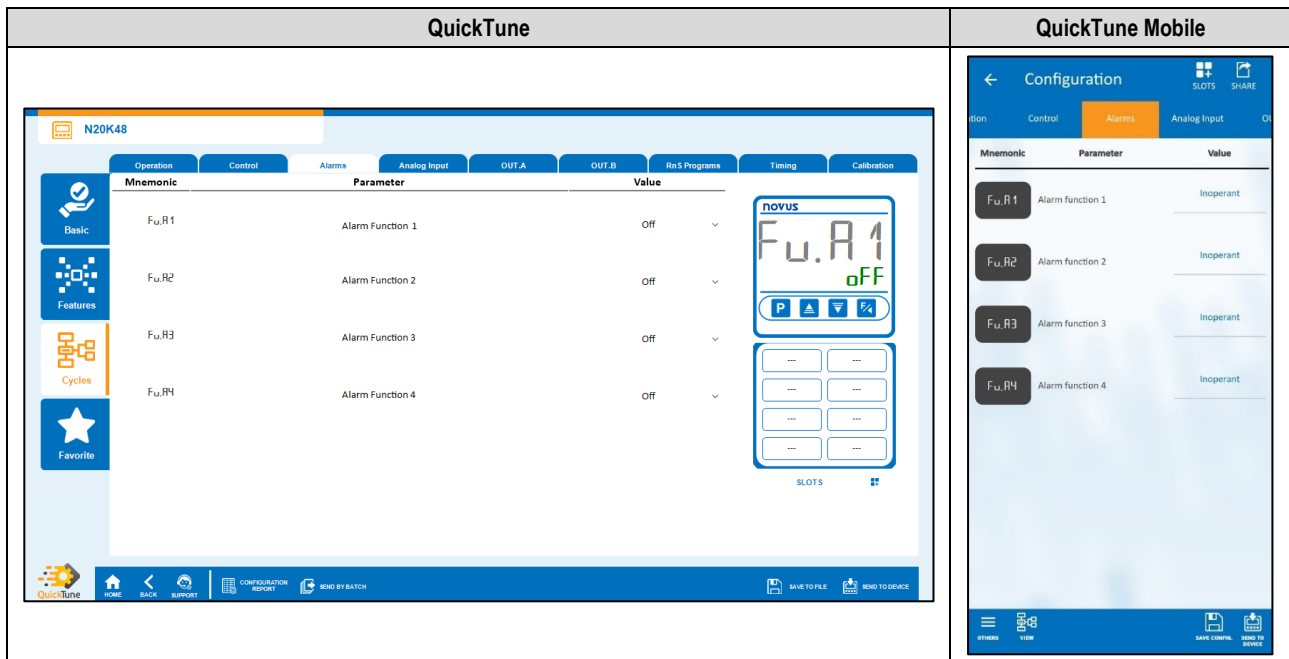 QuickTune
QuickTune Mobile
N20K48
Operation Control Alarms Analog Input OUT.A OUT.B RnS Programs Timing Calibration
Mnemonic Parameter Value
Fu.A1 Alarm Function 1 Off
Fu.A2 Alarm Function 2 Off
Fu.A3 Alarm Function 3 Off
Fu.A4 Alarm Function 4 Off
Basic
Features
Cycles
Favorite
novus
Fu.A1
oFF
P F/
--- ---
--- ---
--- ---
--- ---
SLOTS
QuickTune
HOME BACK SUPPORT
CONFIGURATION
REPORT
SEND BY BATCH
SAVE TO FILE SEND TO DEVICE
Configuration
SLOTS SHARE
ation Control Alarms Analog Input OU
Mnemonic Parameter Value
Fu.A1 Alarm function 1 Inoperant
Fu.A2 Alarm function 2 Inoperant
Fu.A3 Alarm function 3 Inoperant
Fu.A4 Alarm function 4 Inoperant
OTHERS VIEW
SAVE CONFIG. SEND TO
DEVICE